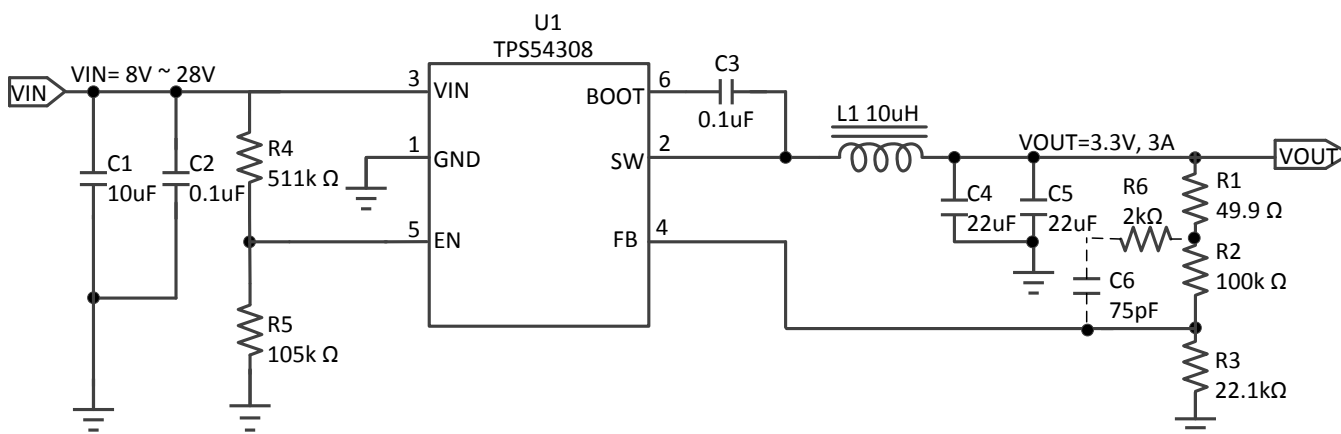 U1
TPS54308
VIN
VIN= 8V ~ 28V
C1
10uF
C2
0.1uF
R4
511k Ω
R5
105k Ω
3
VIN
1
GND
5
EN
BOOT
6
SW
2
FB
4
C3
0.1uF
L1 10uH
VOUT=3.3V, 3A
VOUT
C4
22uF
C5
22uF
R6
2kΩ
C6
75pF
R1
49.9 Ω
R2
100k Ω
R3
22.1kΩ